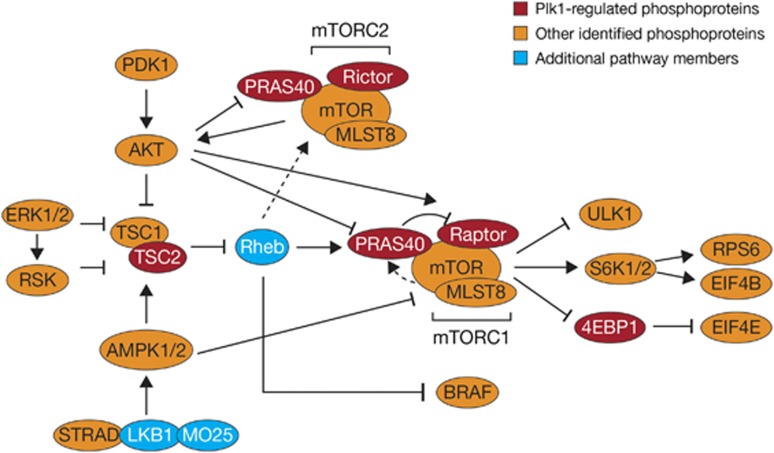 Plk1-regulated phosphoproteins
Other identified phosphoproteins
Additional pathway members
mTORC2
PDK1
PRAS40
Rictor
mTOR
MLST8
AKT
ERK1/2
TSC1
TSC2
RSK
Rheb
PRAS40
Raptor
mTOR
MLST8
mTORC1
ULK1
S6K1/2
RPS6
EIF4B
4EBP1
EIF4E
AMPK1/2
BRAF
STRAD
LKB1
MO25